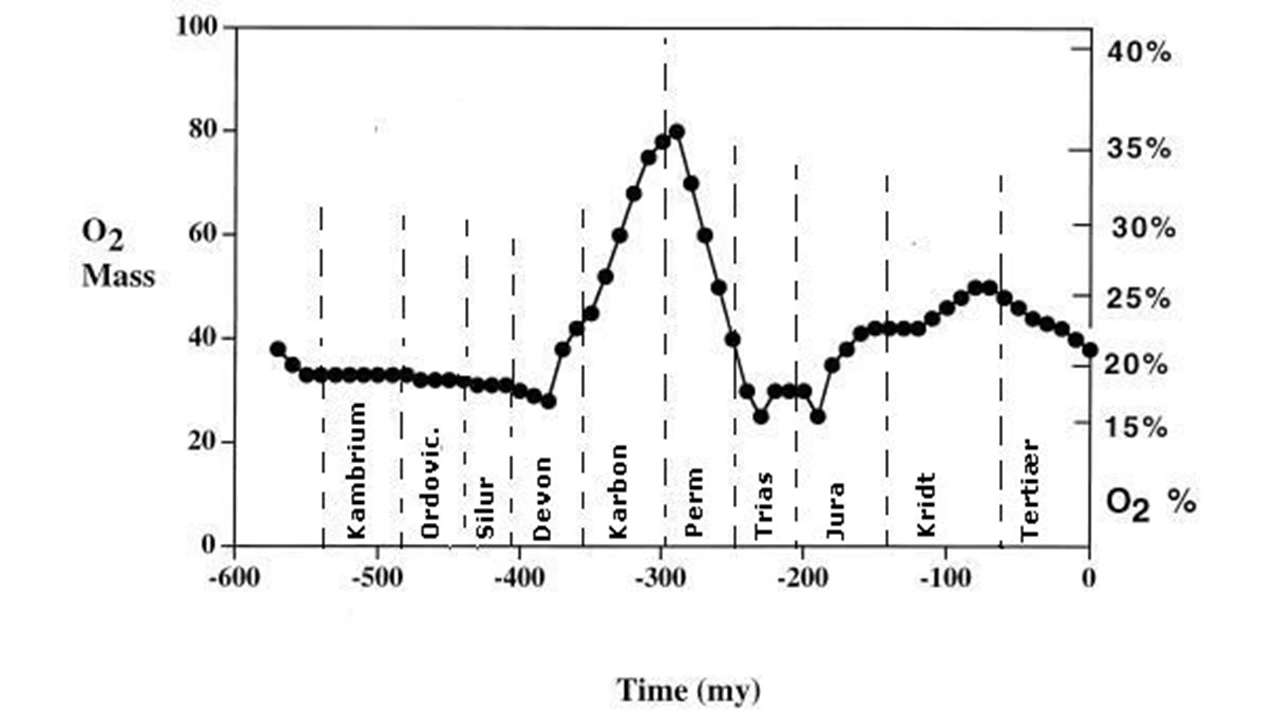 100
80
60
40
20
0
O2
Mass
40%
35%
30%
25%
20%
15%
O2 %
Kambrium
Ordovic.
Silur
Devon
Karbon
Perm
Trias
Jura
Kridt
Tertiær
-600 -500 -400 -300 -200 -100 0
Time (my)